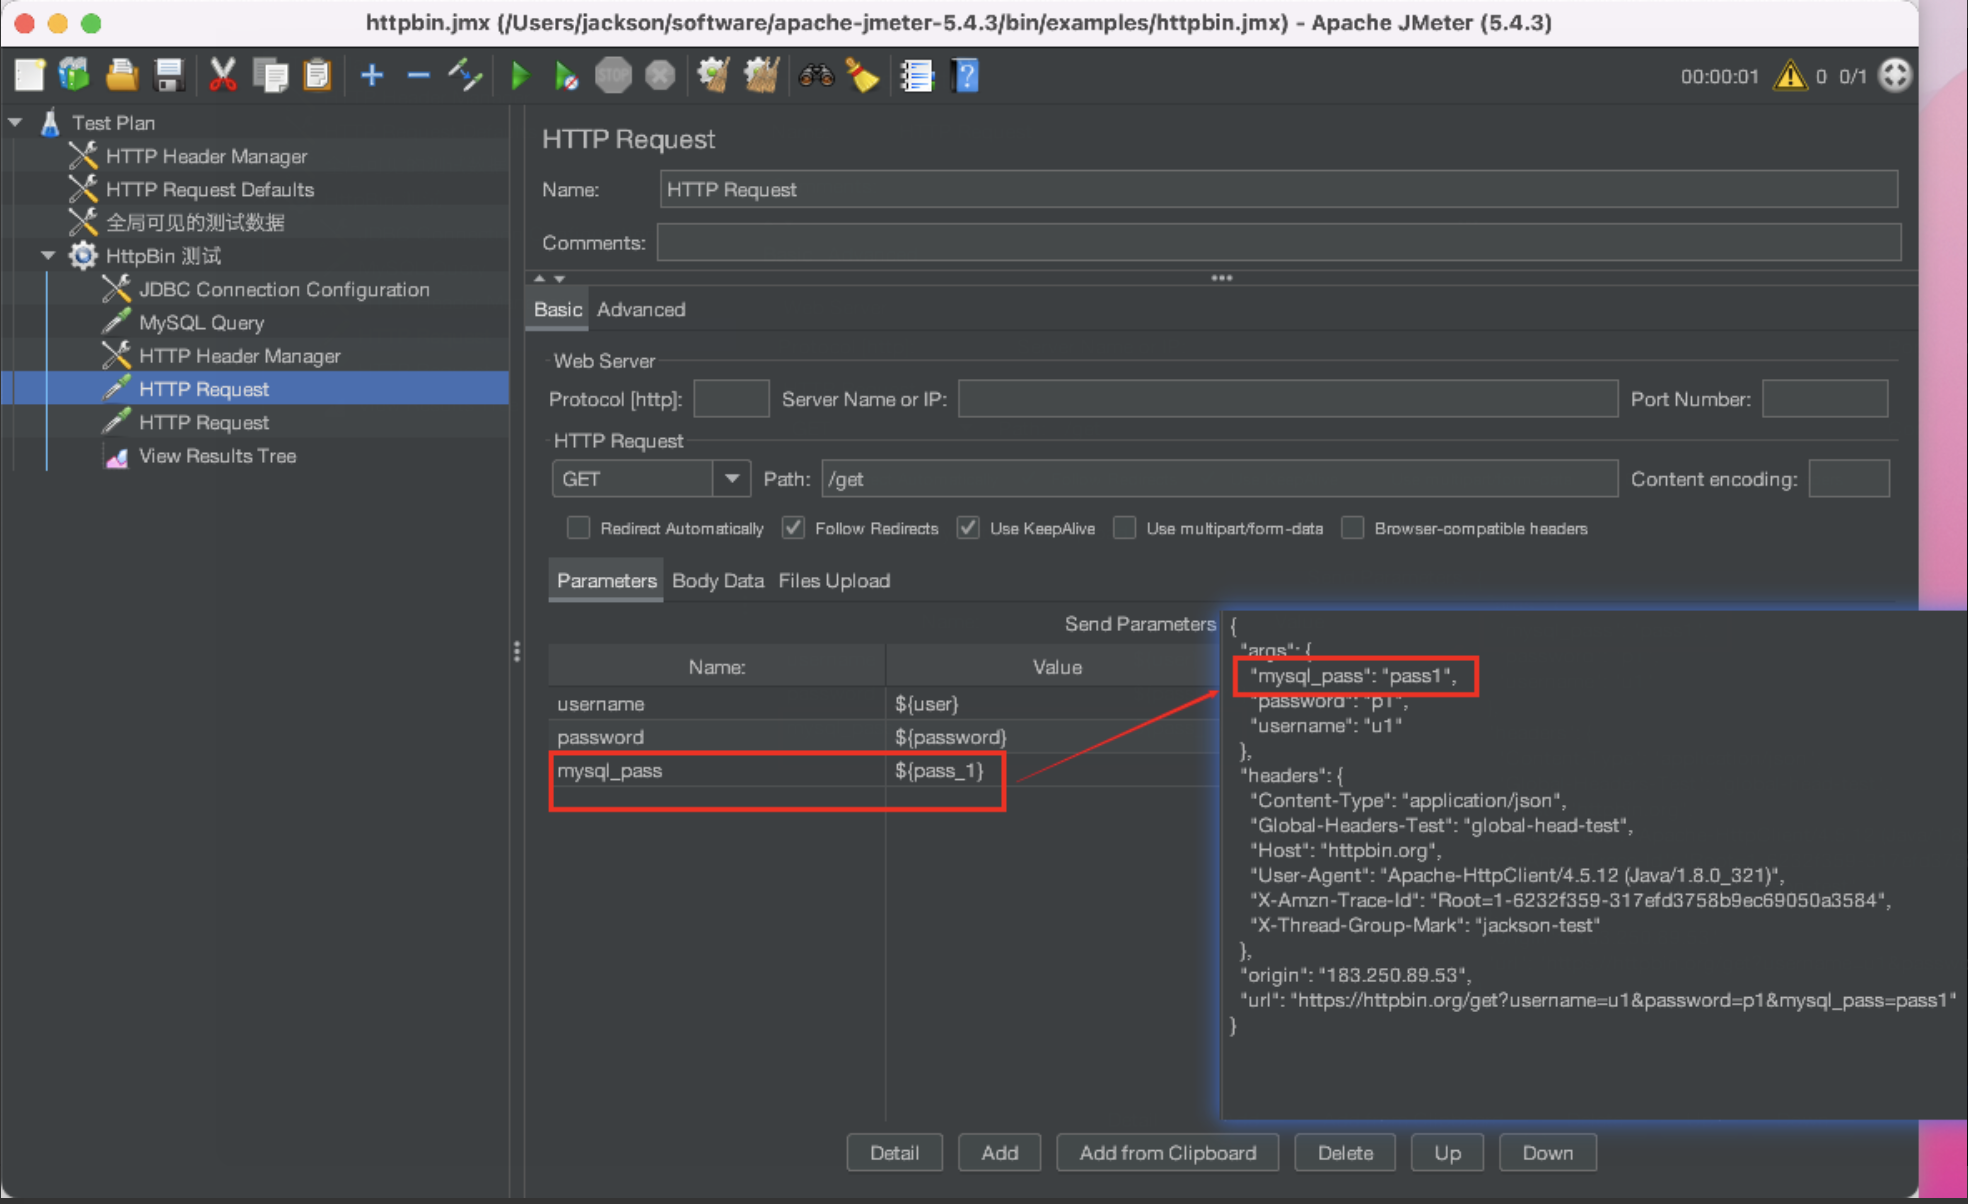 httpbin.jmx (/Users/jackson/software/apache-jmeter-5.4.3/bin/examples/httpbin.jmx) - Apache JMeter (5.4.3)
STOP
00:00:01 0 0/1
Test Plan
HTTP Header Manager
HTTP Request Defaults
全局可见的测试数据
HttpBin 测试
JDBC Connection Configuration
MySQL Query
HTTP Header Manager
HTTP Request
HTTP Request
View Results Tree
HTTP Request
Name: HTTP Request
Comments:
Basic Advanced
Web Server
Protocol [http]: Server Name or IP: Port Number:
HTTP Request
GET Path: /get Content encoding:
Redirect Automatically Follow Redirects Use KeepAlive Use multipart/form-data Browser-compatible headers
Parameters Body Data Files Upload
Send Parameters
Name: Value
username ${user}
password ${password}
mysql_pass ${pass_1}
{
"args": {
"mysql_pass": "pass1",
"password": "p1",
"username": "u1"
},
"headers": {
"Content-Type": "application/json",
"Global-Headers-Test": "global-head-test",
"Host": "httpbin.org",
"User-Agent": "Apache-HttpClient/4.5.12 (Java/1.8.0_321)",
"X-Amzn-Trace-Id": "Root=1-6232f359-317efd3758b9ec69050a3584",
"X-Thread-Group-Mark": "jackson-test"
},
"origin": "183.250.89.53",
"url": "https://httpbin.org/get?username=u1&password=p1&mysql_pass=pass1"
}
Detail Add Add from Clipboard Delete Up Down